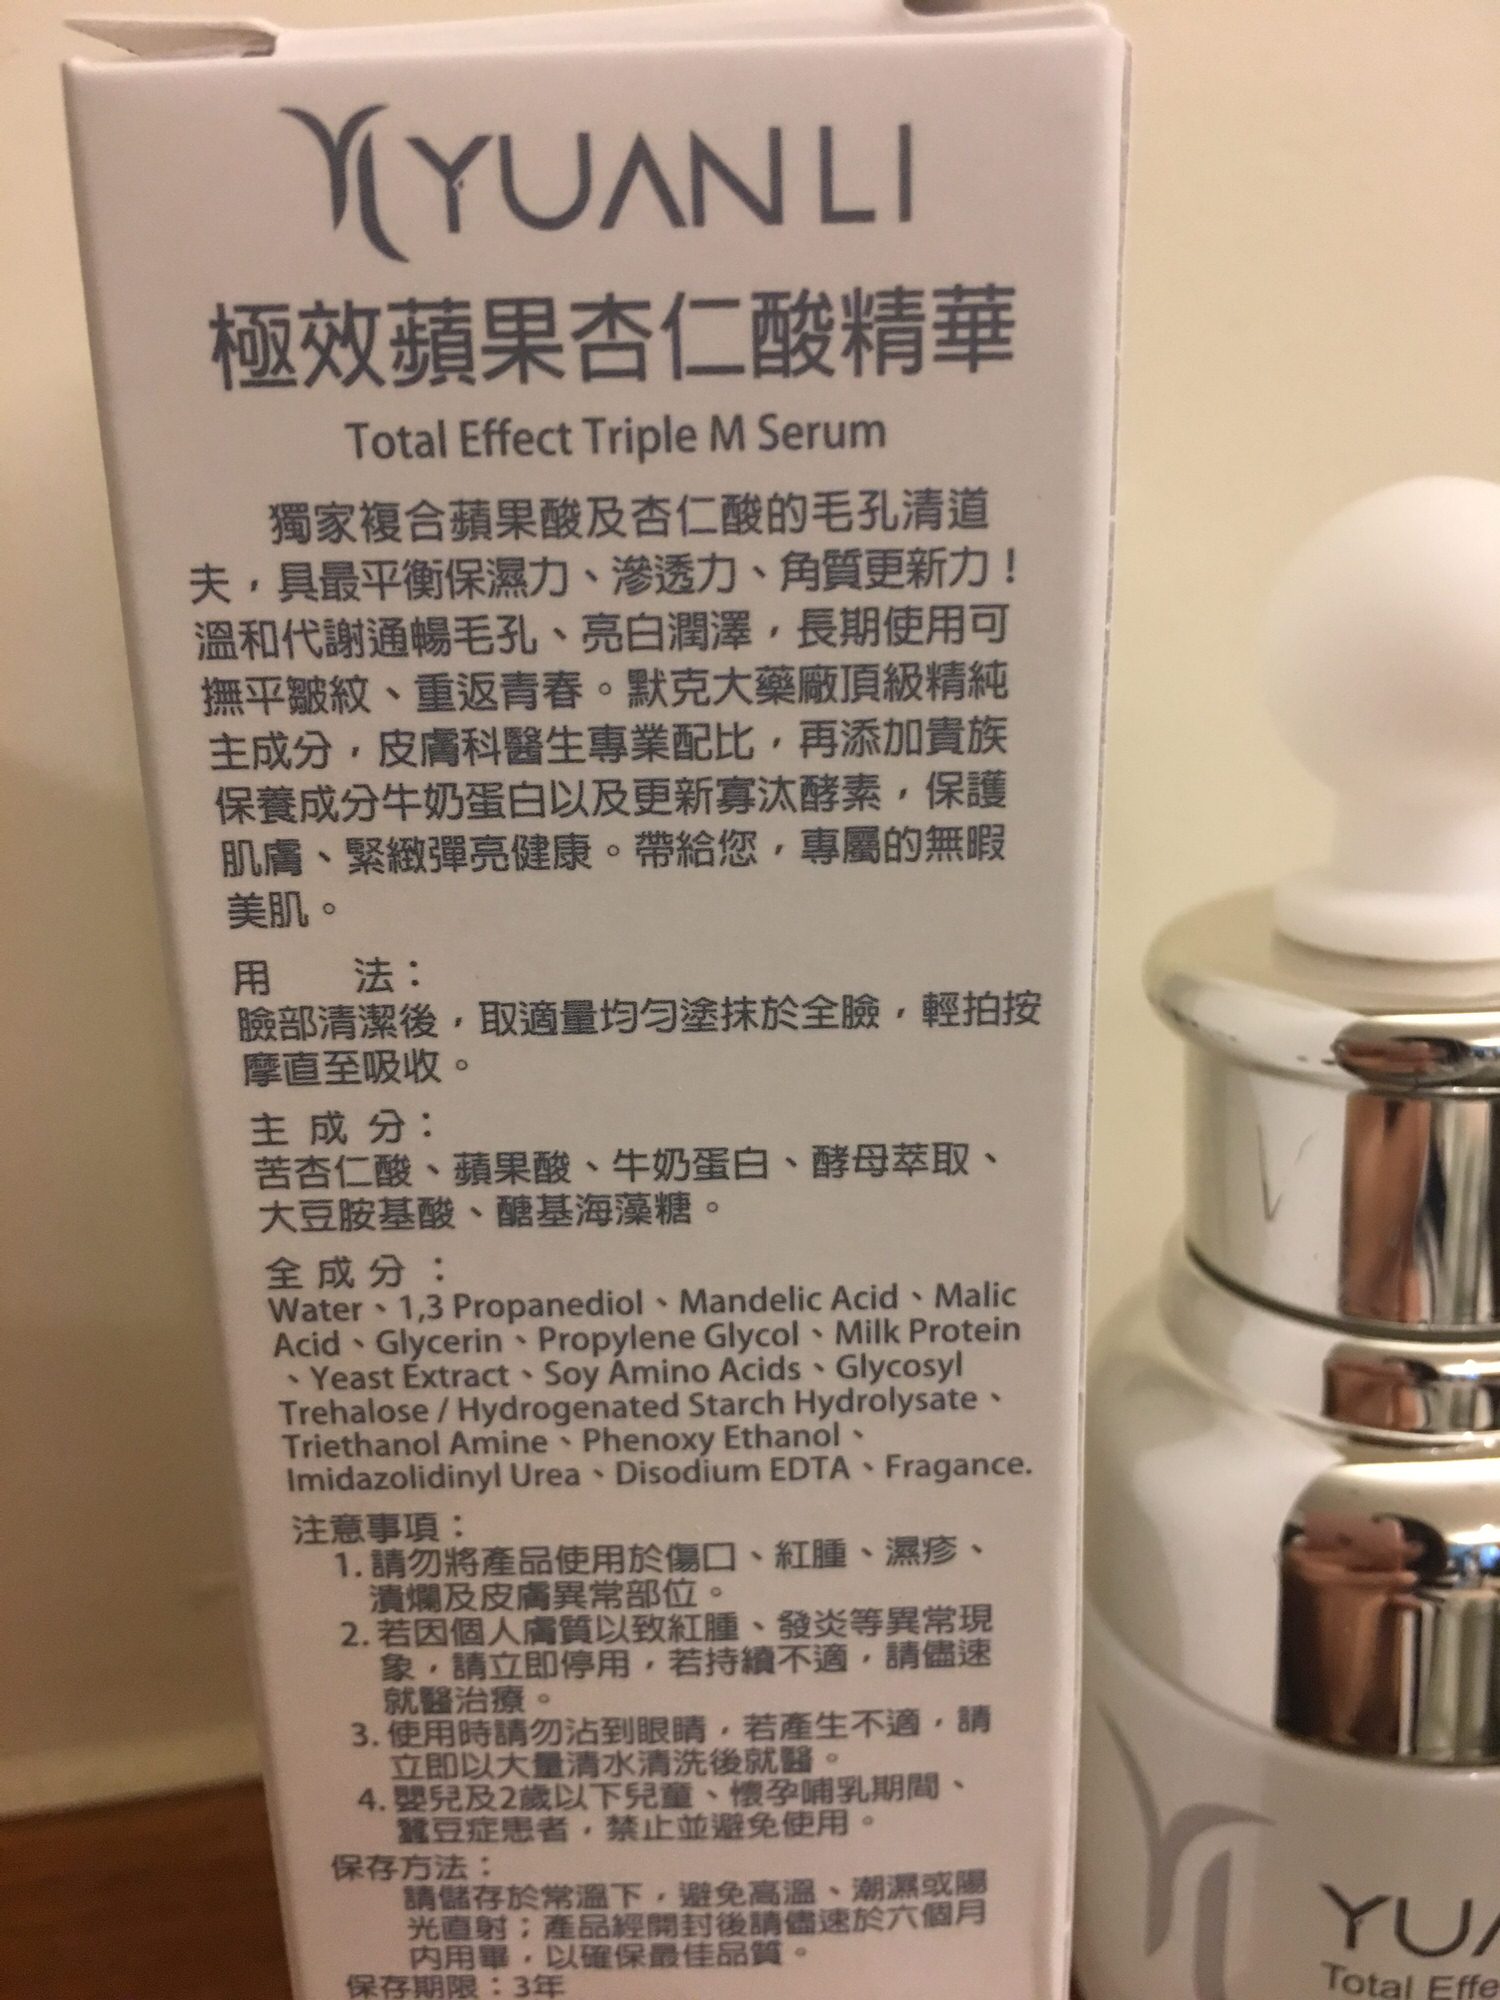 YUANLI
極效蘋果杏仁酸精華
Total Effect Triple M Serum
獨家複合蘋果酸及杏仁酸的毛孔清道
夫，具最平衡保濕力、滲透力、角質更新力！
溫和代謝通暢毛孔、亮白潤澤，長期使用可
撫平皺紋、重返青春。默克大藥廠頂級精純
主成分，皮膚科醫生專業配比，再添加貴族
保養成分牛奶蛋白以及更新寡汰酵素，保護
肌膚、緊緻彈亮健康。帶給您，專屬的無暇
美肌。
用　　法：
臉部清潔後，取適量均勻塗抹於全臉，輕拍按
摩直至吸收。
主 成 分：
苦杏仁酸、蘋果酸、牛奶蛋白、酵母萃取、
大豆胺基酸、醣基海藻糖。
全 成 分 ：
Water、1,3 Propanediol、Mandelic Acid、Malic
Acid、Glycerin、Propylene Glycol、Milk Protein
、Yeast Extract、Soy Amino Acids、Glycosyl
Trehalose / Hydrogenated Starch Hydrolysate、
Triethanol Amine、Phenoxy Ethanol、
Imidazolidinyl Urea、Disodium EDTA、Fragance.
注意事項：
1. 請勿將產品使用於傷口、紅腫、濕疹、
潰爛及皮膚異常部位。
2. 若因個人膚質以致紅腫、發炎等異常現
象，請立即停用，若持續不適，請儘速
就醫治療。
3. 使用時請勿沾到眼睛，若產生不適，請
立即以大量清水清洗後就醫。
4. 嬰兒及2歲以下兒童、懷孕哺乳期間、
蠶豆症患者，禁止並避免使用。
保存方法：
請儲存於常溫下，避免高溫、潮濕或陽
光直射；產品經開封後請儘速於六個月
內用畢，以確保最佳品質。
保存期限：3年
YUA
Total Effe